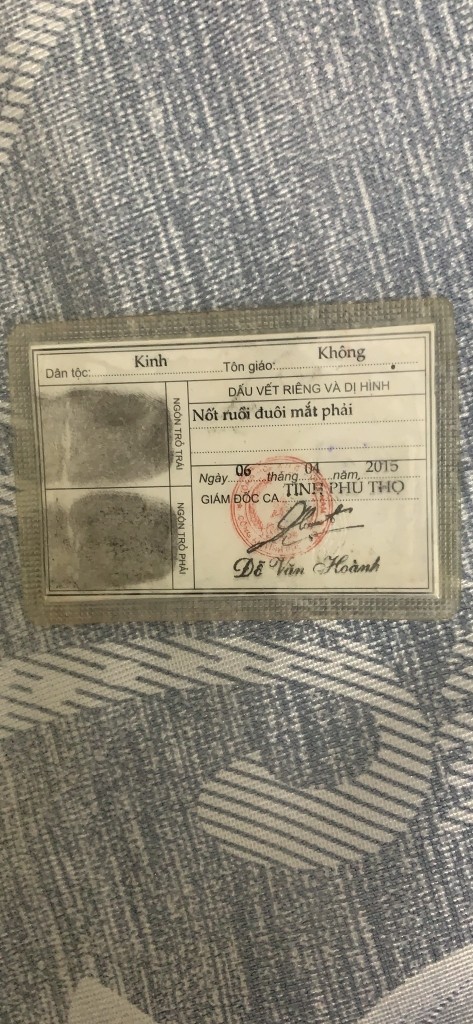 Dân tộc: Kinh Tôn giáo: Không
DẤU VẾT RIÊNG VÀ DỊ HÌNH
Nốt ruồi đuôi mắt phải
NGÓN TRỎ TRÁI
Ngày 06 tháng 04 năm 2015
GIÁM ĐỐC CA TỈNH PHÚ THỌ
NGÓN TRỎ PHẢI
Đỗ Văn Hoành